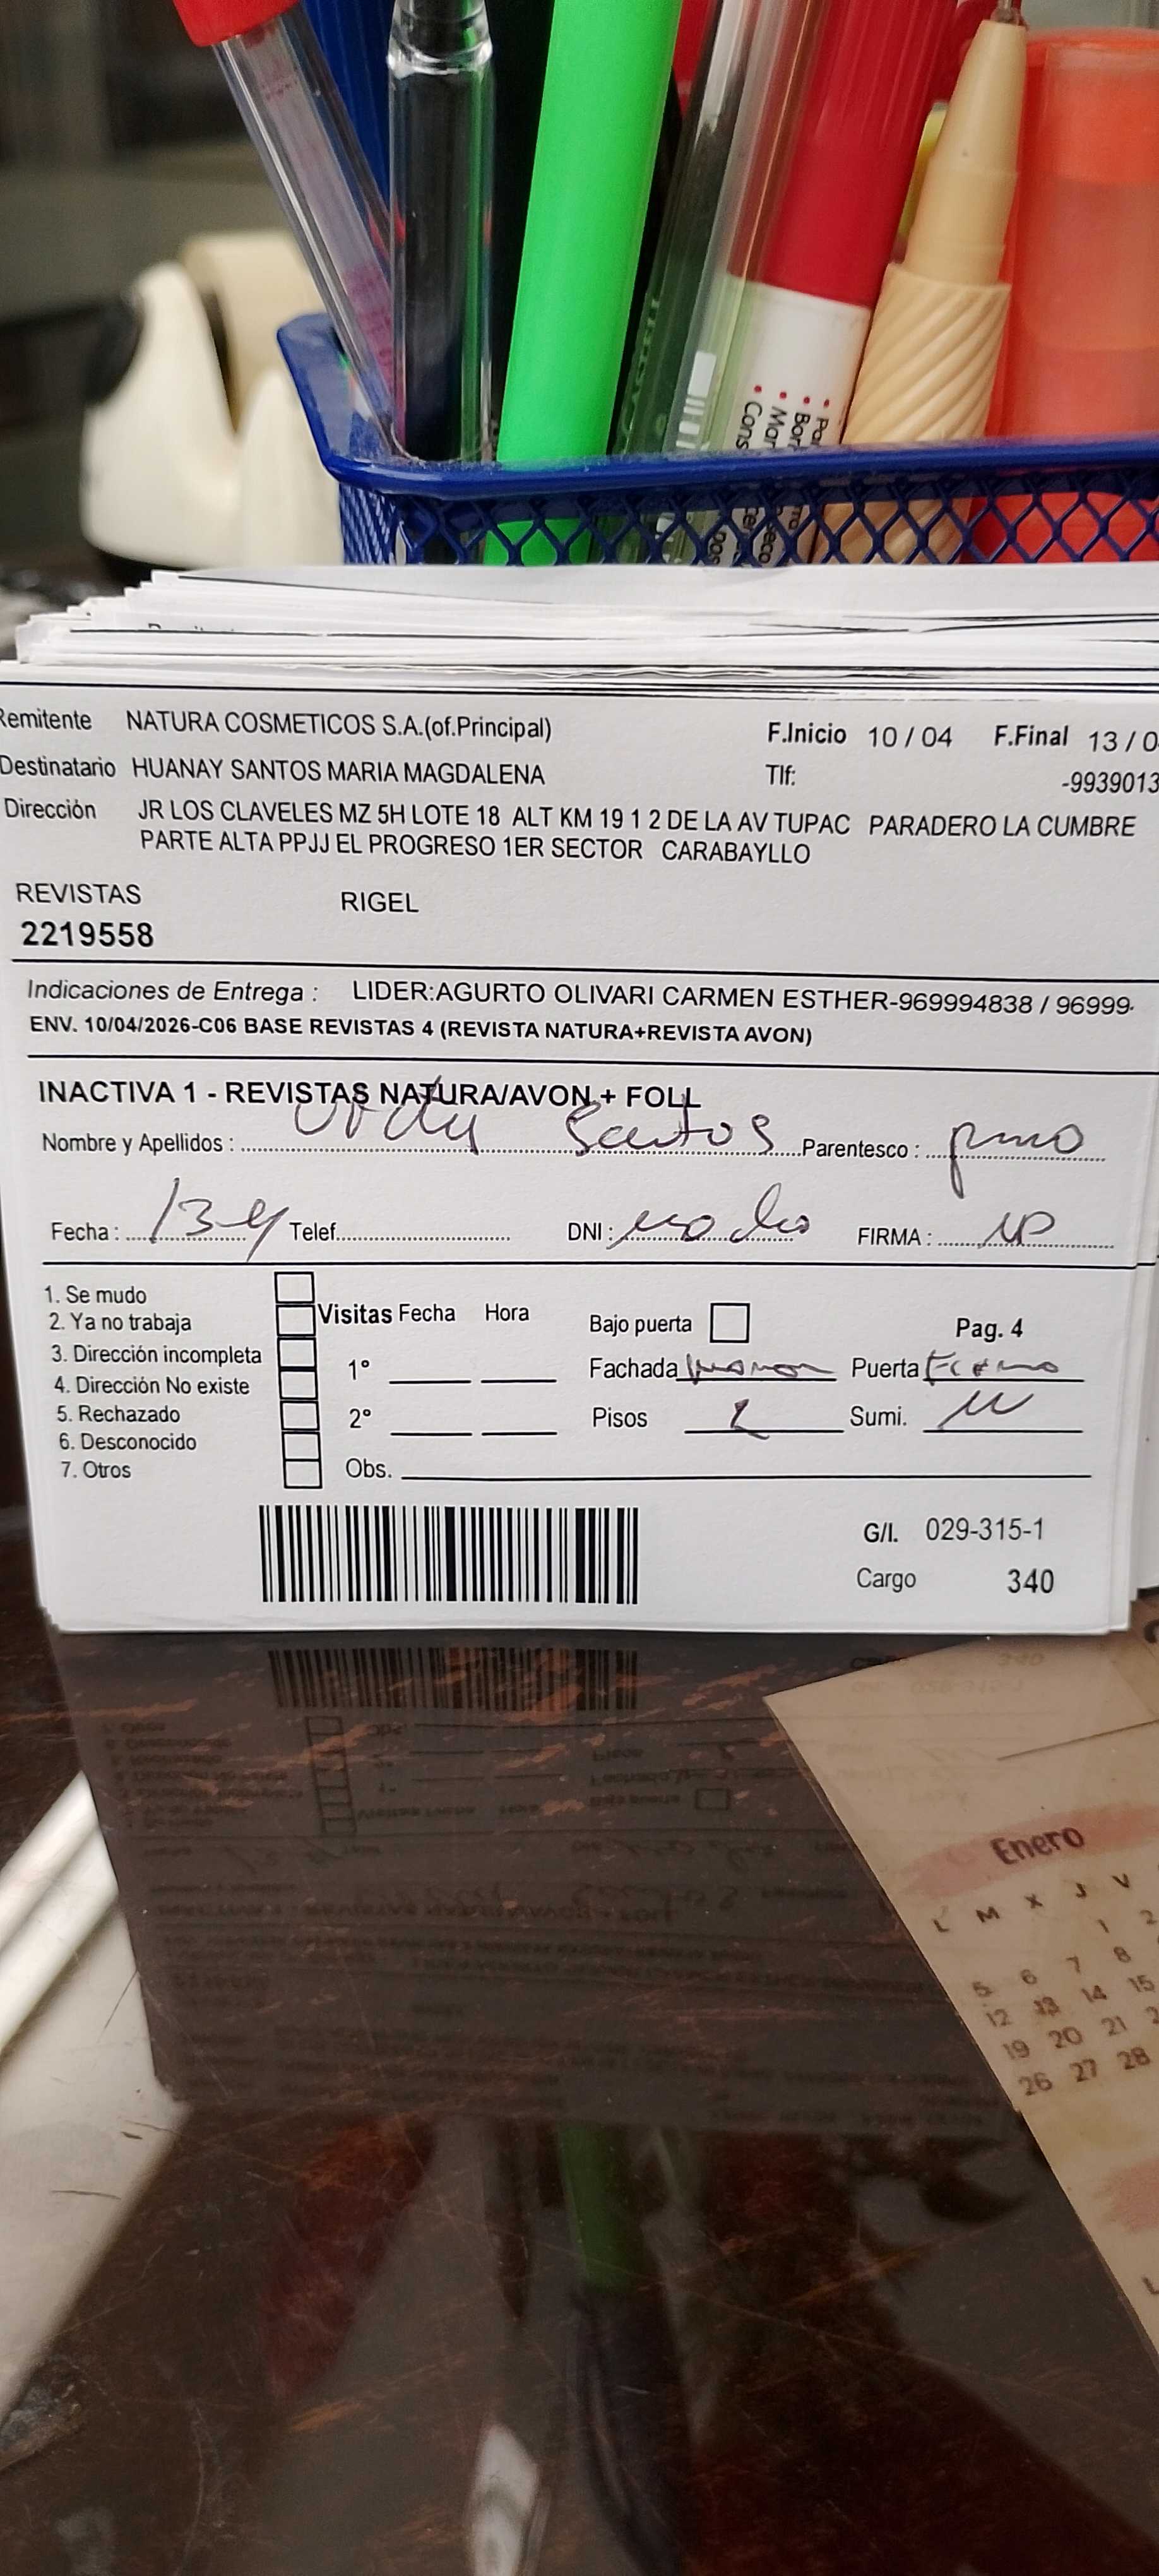 Remitente NATURA COSMETICOS S.A.(of.Principal) F.Inicio 10 / 04 F.Final 13 / 0
Destinatario HUANAY SANTOS MARIA MAGDALENA Tlf: -9939013
Dirección JR LOS CLAVELES MZ 5H LOTE 18 ALT KM 19 1 2 DE LA AV TUPAC PARADERO LA CUMBRE
PARTE ALTA PPJJ EL PROGRESO 1ER SECTOR CARABAYLLO
REVISTAS RIGEL
2219558
Indicaciones de Entrega : LIDER:AGURTO OLIVARI CARMEN ESTHER-969994838 / 96999
ENV. 10/04/2026-C06 BASE REVISTAS 4 (REVISTA NATURA+REVISTA AVON)
INACTIVA 1 - REVISTAS NATURA/AVON + FOLL
Nombre y Apellidos : Santos Parentesco :
Fecha : 13-4 Telef. DNI : FIRMA :
1. Se mudo
2. Ya no trabaja
3. Dirección incompleta
4. Dirección No existe
5. Rechazado
6. Desconocido
7. Otros
Visitas Fecha Hora
1°
2°
Obs.
Bajo puerta Pag. 4
Fachada Puerta
Pisos Sumi.
G/I. 029-315-1
Cargo 340
Enero
L M X J V
1 2
5 6 7 8
12 13 14 15
19 20 21
26 27 28